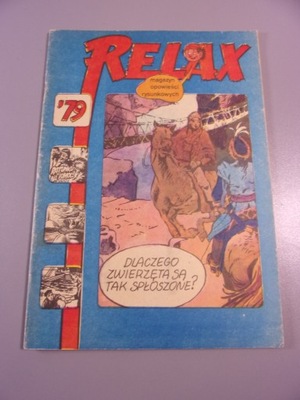 RELAX
magazyn
opowieści
rysunkowych
'79
DLACZEGO
ZWIERZĘTA SĄ
TAK SPŁOSZONE?